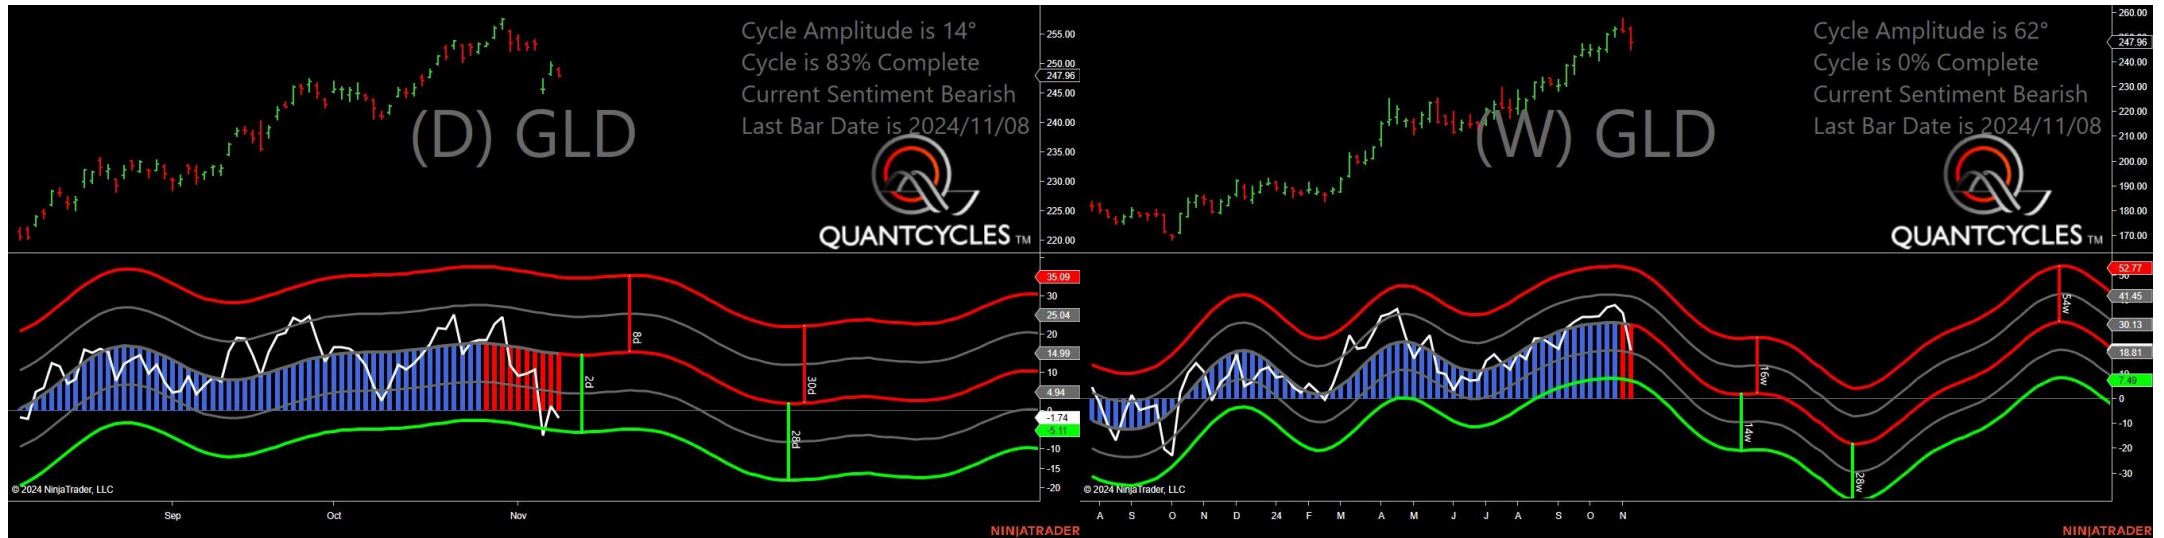 Cycle Amplitude is 14°
Cycle is 83% Complete
Current Sentiment Bearish
Last Bar Date is 2024/11/08
(D) GLD
QUANTCYCLES TM
255.00
250.00
247.96
245.00
240.00
235.00
230.00
225.00
220.00
35.09
30
25.04
20
14.99
10
4.94
0
-1.74
-5.11
-10
-15
-20
2d
8d
28d
30d
© 2024 NinjaTrader, LLC
Sep Oct Nov
NINJATRADER
Cycle Amplitude is 62°
Cycle is 0% Complete
Current Sentiment Bearish
Last Bar Date is 2024/11/08
(W) GLD
QUANTCYCLES TM
260.00
247.96
240.00
230.00
220.00
210.00
200.00
190.00
180.00
170.00
52.77
50
41.45
30.13
18.81
10
7.49
0
-10
-20
-30
14w
16w
28w
54w
© 2024 NinjaTrader, LLC
A S O N D 24 F M A M J J A S O N
NINJATRADER